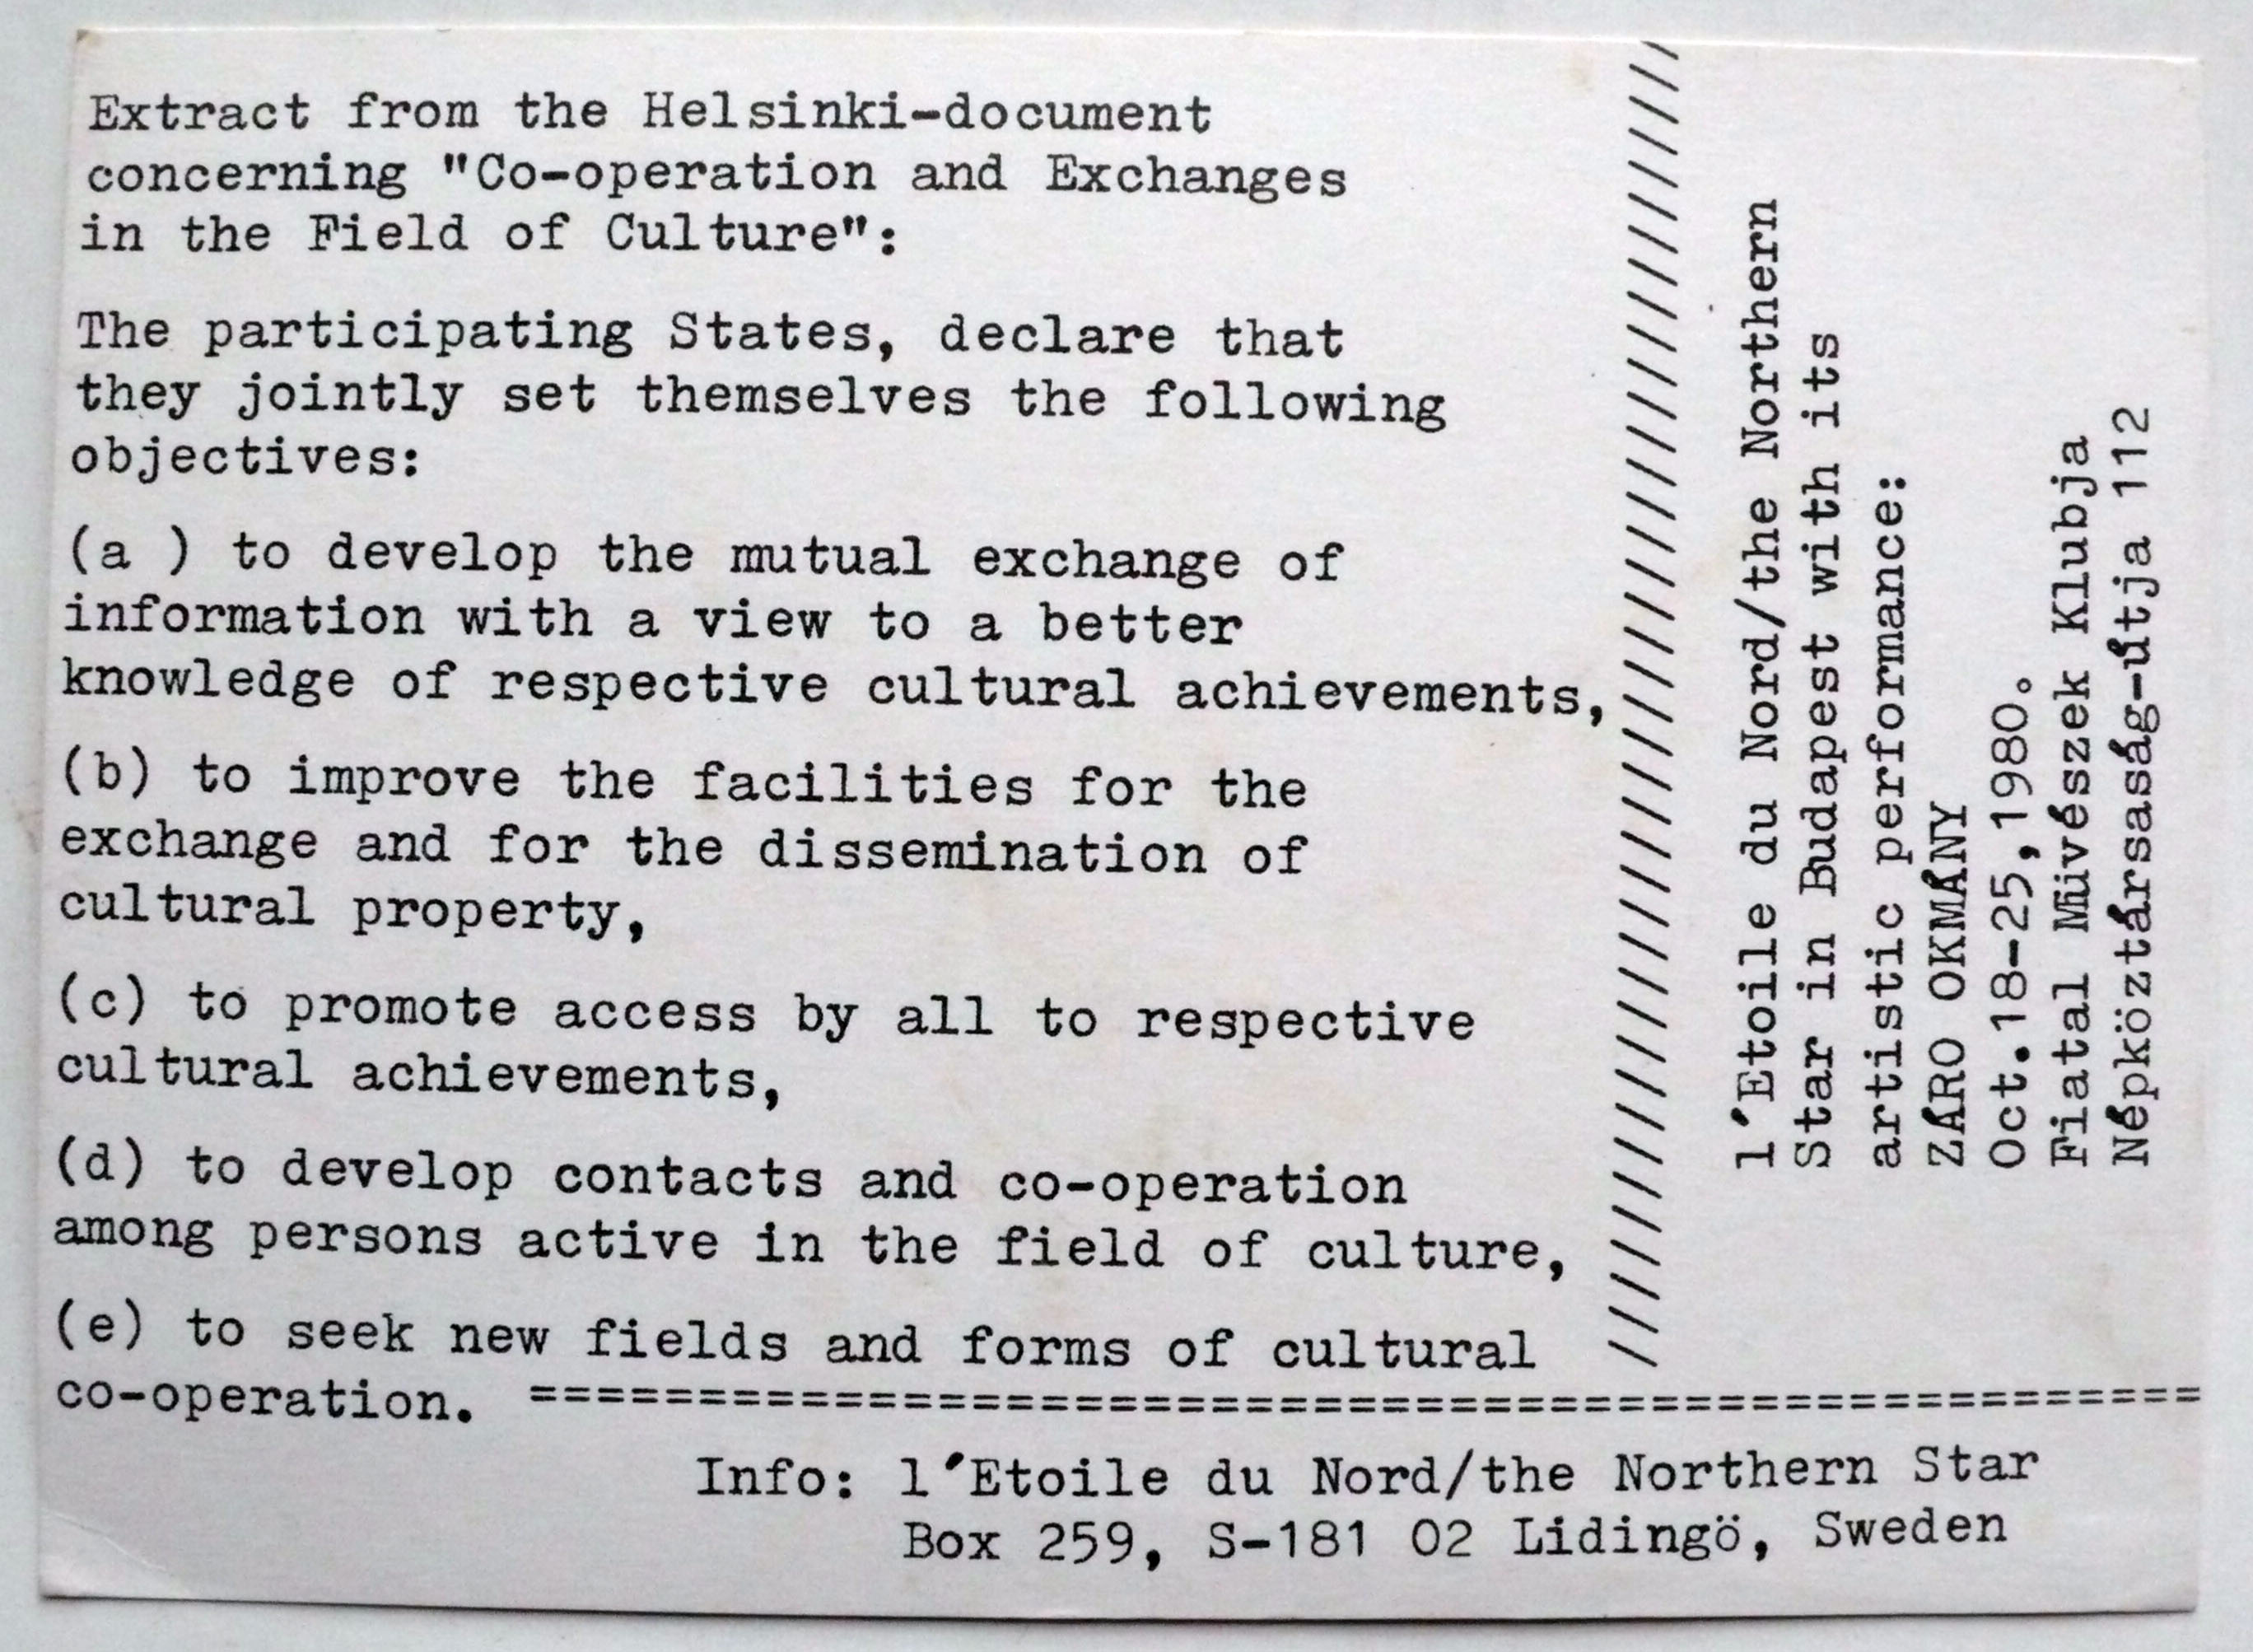 Extract from the Helsinki-document
concerning "Co-operation and Exchanges
in the Field of Culture":
The participating States, declare that
they jointly set themselves the following
objectives:
(a ) to develop the mutual exchange of
information with a view to a better
knowledge of respective cultural achievements,
(b) to improve the facilities for the
exchange and for the dissemination of
cultural property,
(c) to promote access by all to respective
cultural achievements,
(d) to develop contacts and co-operation
among persons active in the field of culture,
(e) to seek new fields and forms of cultural
co-operation. =================================================
l'Etoile du Nord/the Northern
Star in Budapest with its
artistic performance:
ZÁRO OKMÁNY
Oct.18-25,1980.
Fiatal Müvészek Klubja
Népköztársaság-útja 112
Info: l'Etoile du Nord/the Northern Star
Box 259, S-181 02 Lidingö, Sweden